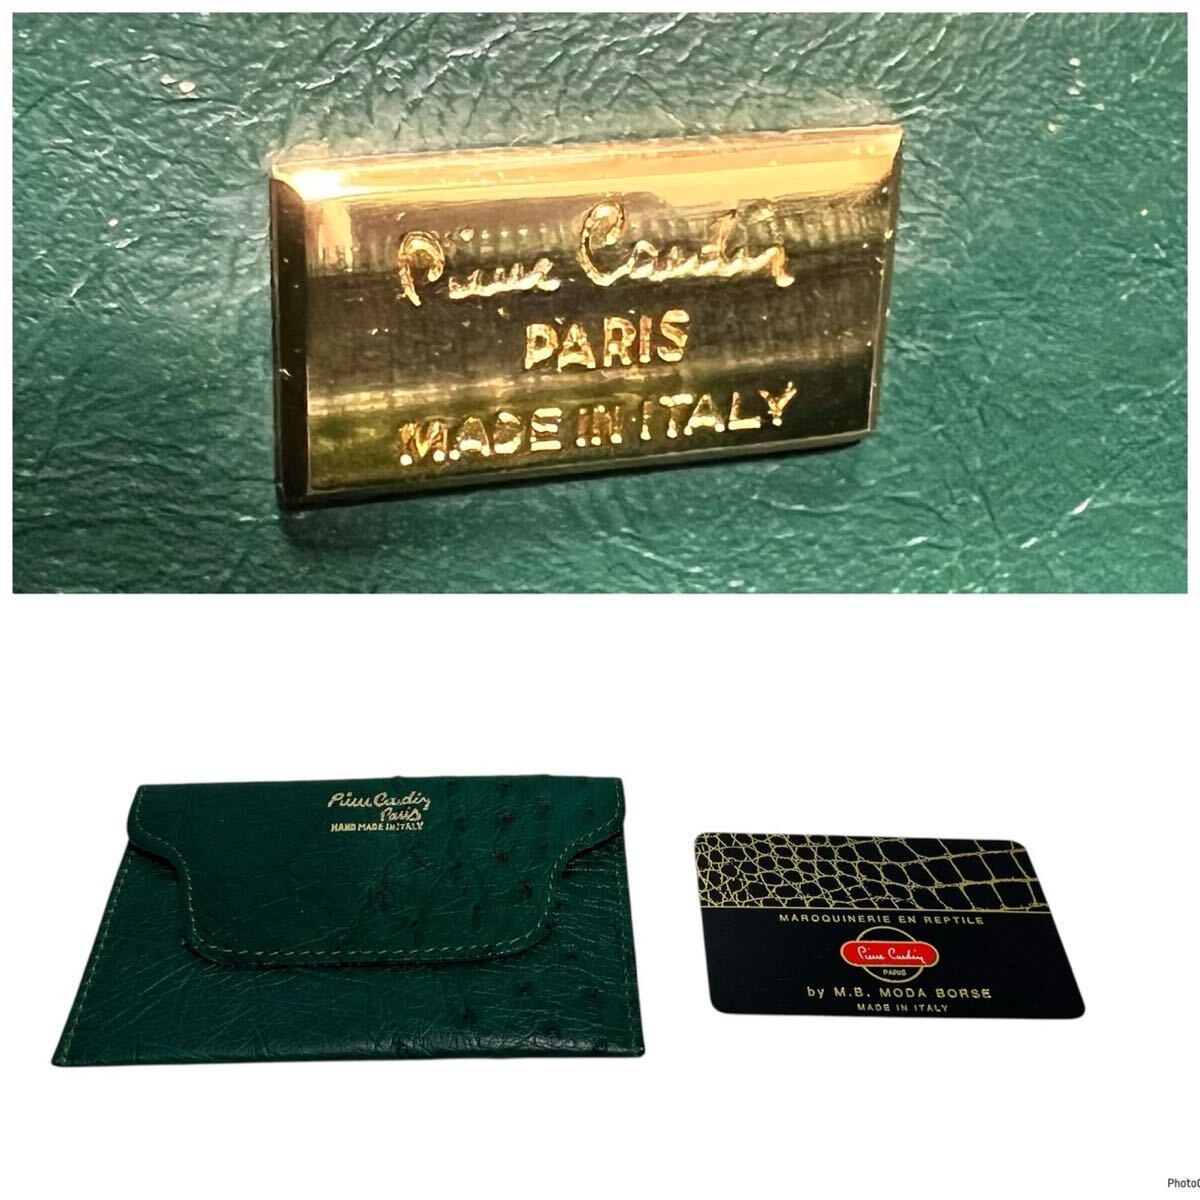 Pierre Cardin
PARIS
MADE IN ITALY
Pierre Cardin
Paris
HAND MADE IN ITALY
MAROQUINERIE EN REPTILE
Pierre Cardin
PARIS
by M.B. MODA BORSE
MADE IN ITALY